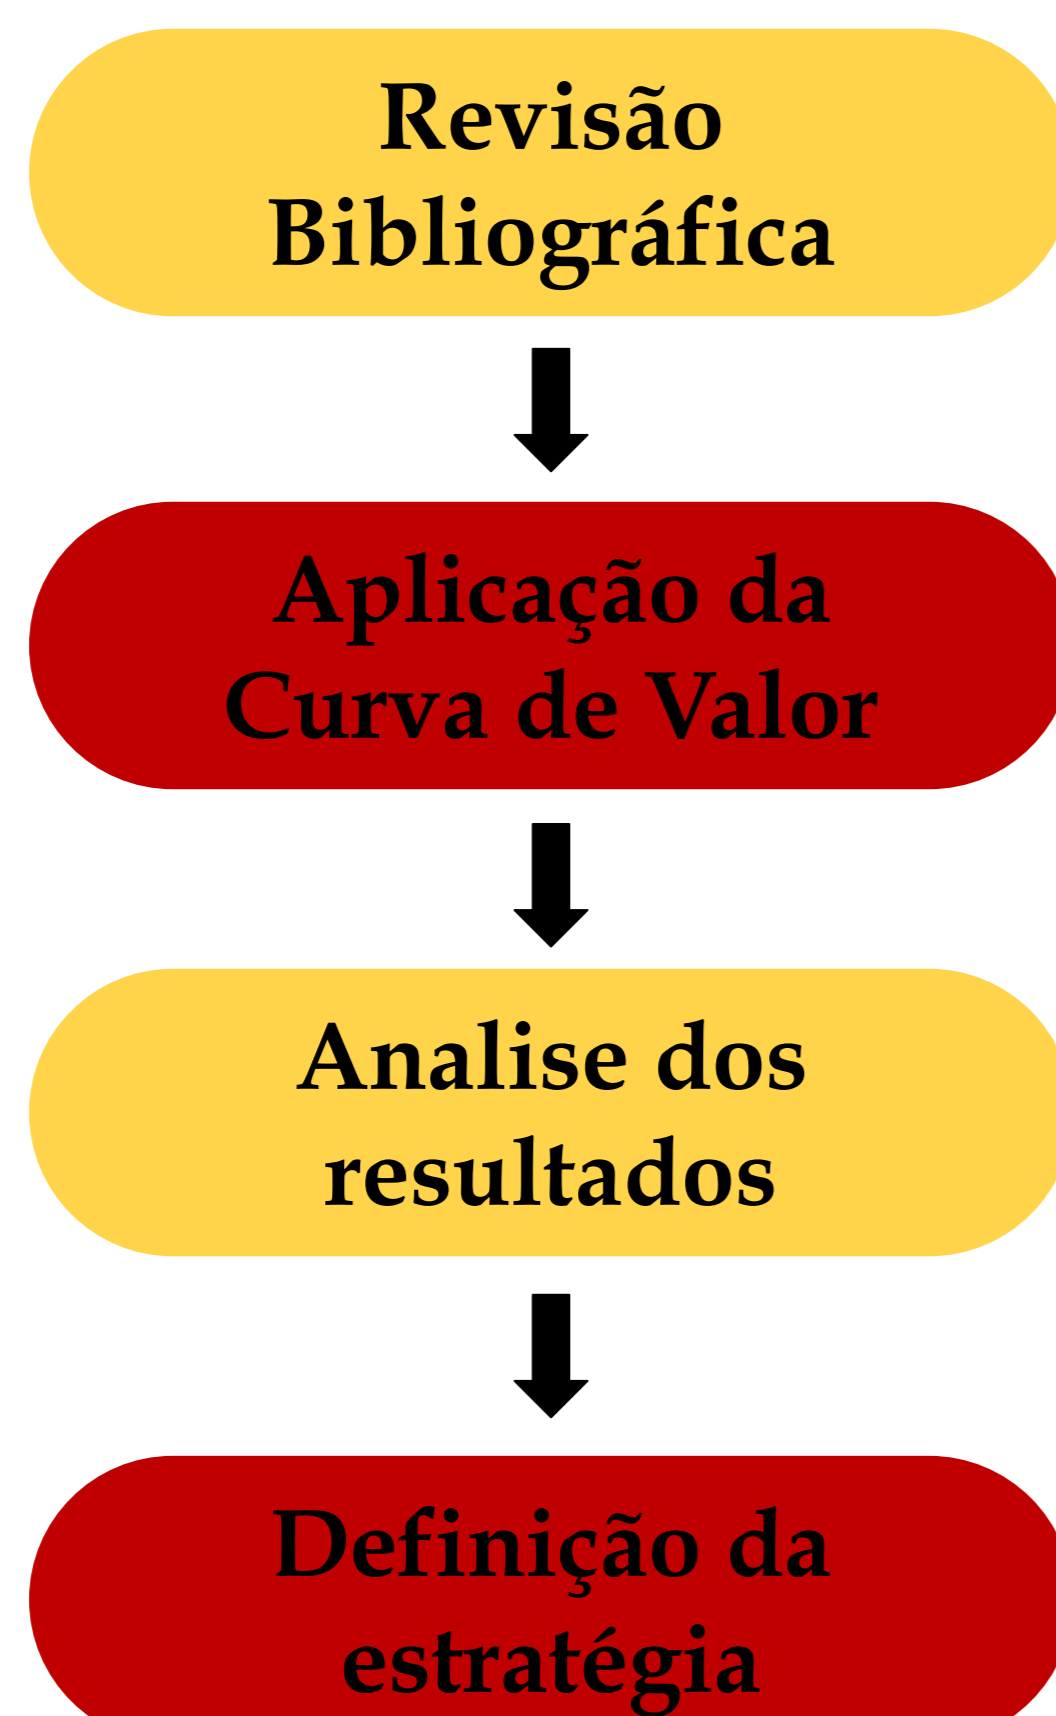 Revisão
Bibliográfica
Aplicação da
Curva de Valor
Analise dos
resultados
Definição da
estratégia